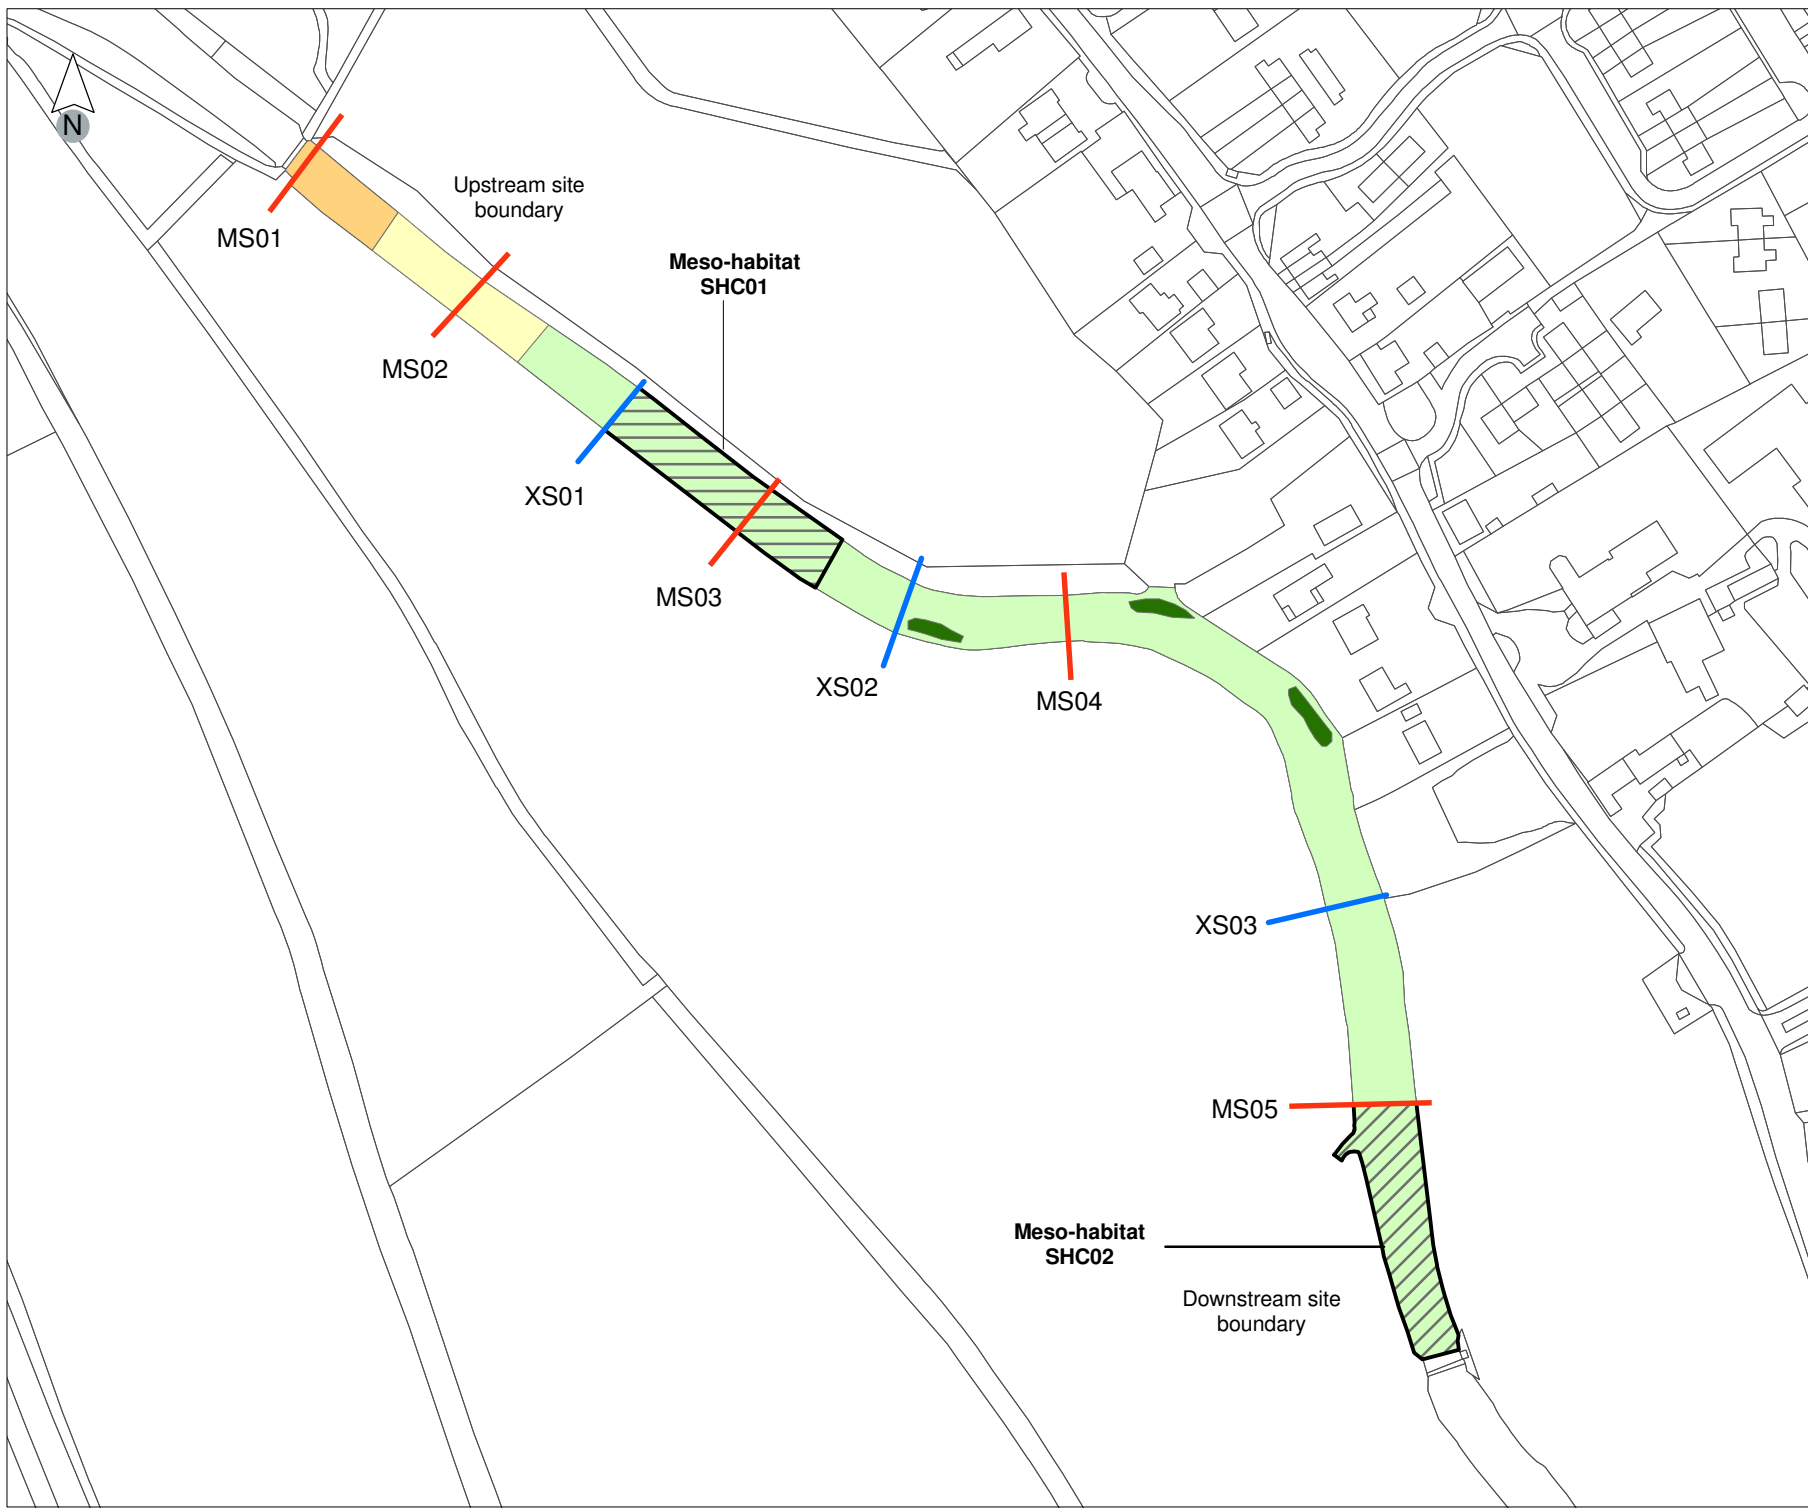 N
MS01
Upstream site
boundary
MS02
Meso-habitat
SHC01
XS01
MS03
XS02
MS04
XS03
MS05
Meso-habitat
SHC02
Downstream site
boundary